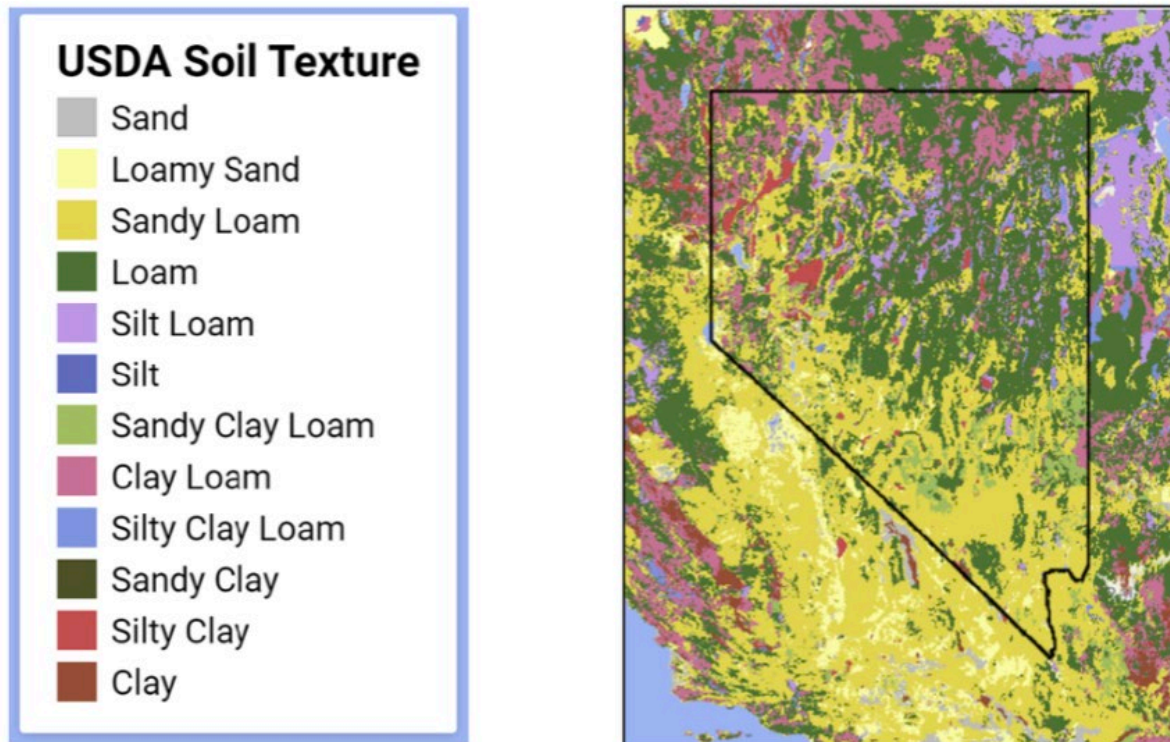 USDA Soil Texture
Sand
Loamy Sand
Sandy Loam
Loam
Silt Loam
Silt
Sandy Clay Loam
Clay Loam
Silty Clay Loam
Sandy Clay
Silty Clay
Clay